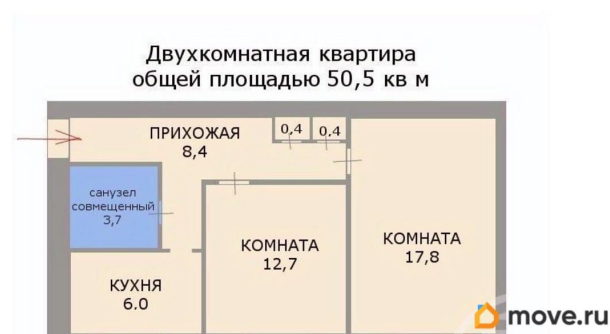 Двухкомнатная квартира
общей площадью 50,5 кв м
ПРИХОЖАЯ
8,4
0,4
0,4
санузел
совмещенный
3,7
КОМНАТА
12,7
КОМНАТА
17,8
КУХНЯ
6.0
move.ru